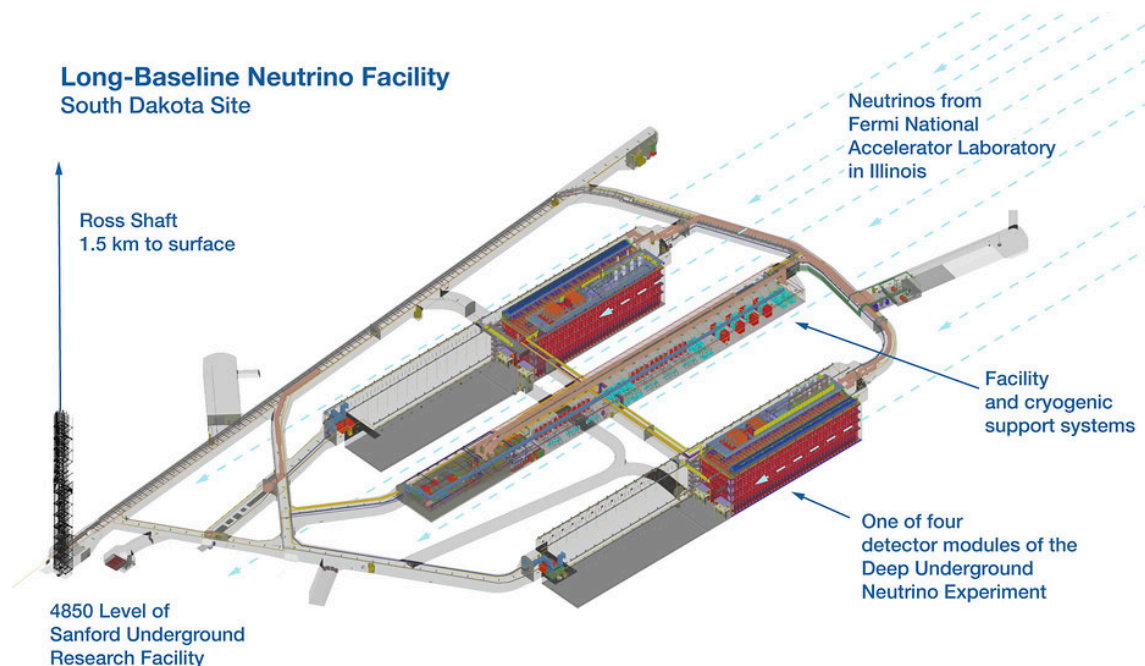 Long-Baseline Neutrino Facility
South Dakota Site
Neutrinos from
Fermi National
Accelerator Laboratory
in Illinois
Ross Shaft
1.5 km to surface
Facility
and cryogenic
support systems
One of four
detector modules of the
Deep Underground
Neutrino Experiment
4850 Level of
Sanford Underground
Research Facility